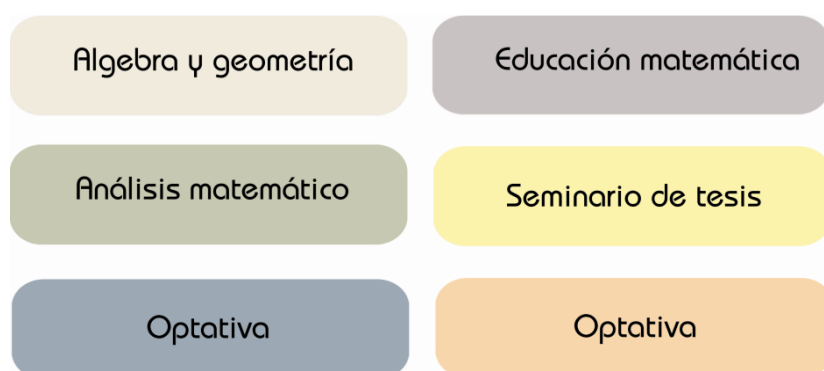 Algebra y geometría
Educación matemática
Análisis matemático
Seminario de tesis
Optativa
Optativa